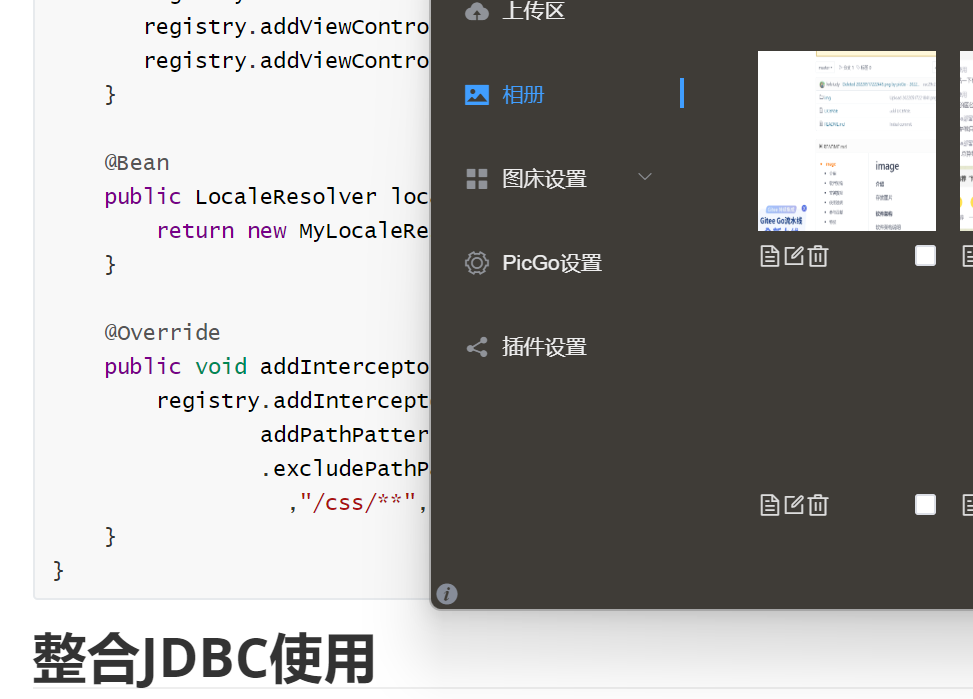 registry.addViewContro
registry.addViewContro
}
@Bean
public LocaleResolver loc
return new MyLocaleRe
}
@Override
public void addIntercepto
registry.addIntercept
addPathPatter
.excludePathP
,"/css/**",
}
}
整合JDBC使用
上传区
相册
图床设置
PicGo设置
插件设置
image
介绍
Gitee Go流水线